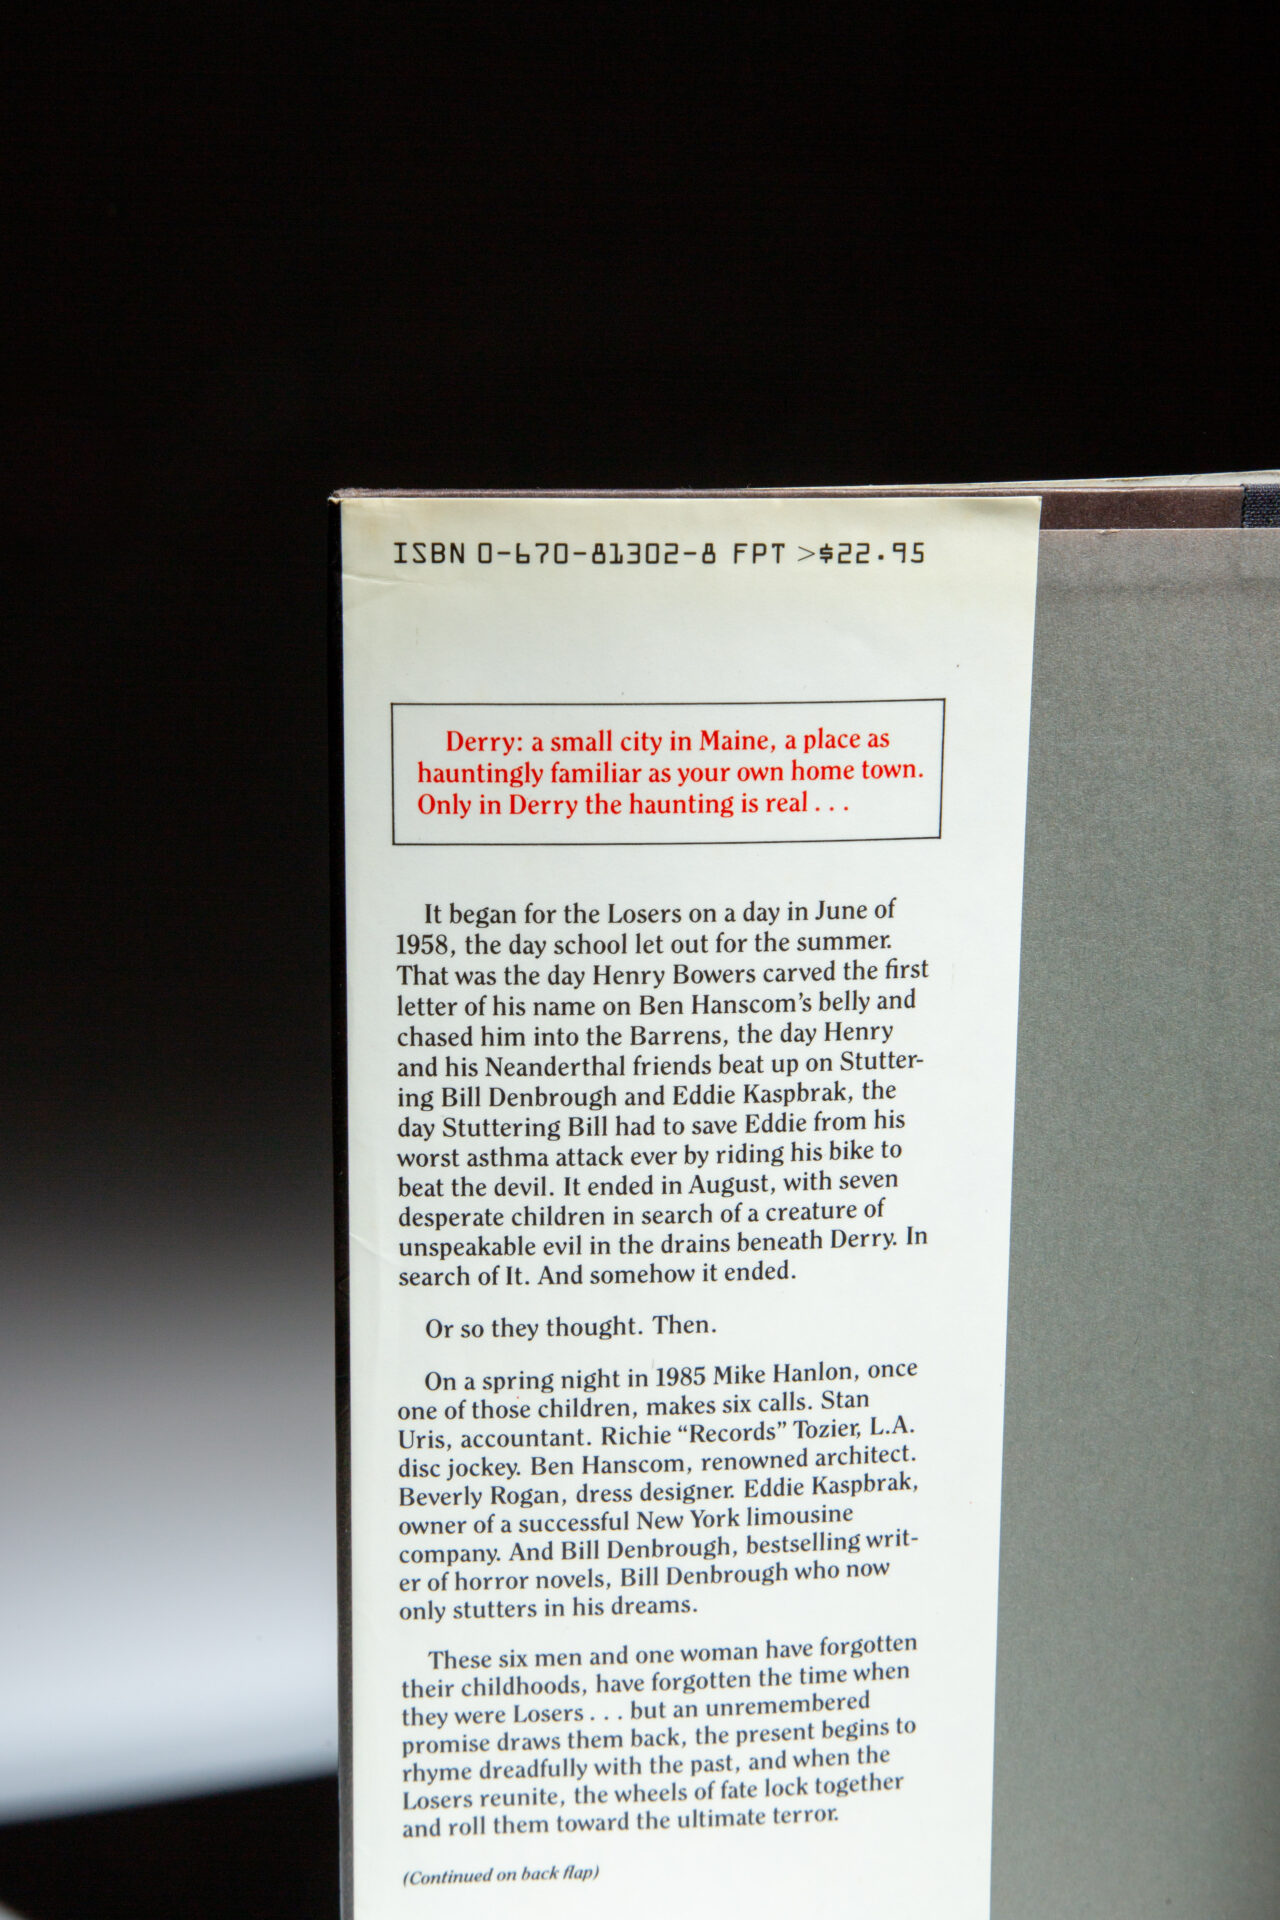 ISBN 0-670-81302-8 FPT >$22.95
Derry: a small city in Maine, a place as
hauntingly familiar as your own home town.
Only in Derry the haunting is real . . .
It began for the Losers on a day in June of
1958, the day school let out for the summer.
That was the day Henry Bowers carved the first
letter of his name on Ben Hanscom's belly and
chased him into the Barrens, the day Henry
and his Neanderthal friends beat up on Stutter-
ing Bill Denbrough and Eddie Kaspbrak, the
day Stuttering Bill had to save Eddie from his
worst asthma attack ever by riding his bike to
beat the devil. It ended in August, with seven
desperate children in search of a creature of
unspeakable evil in the drains beneath Derry. In
search of It. And somehow it ended.
Or so they thought. Then.
On a spring night in 1985 Mike Hanlon, once
one of those children, makes six calls. Stan
Uris, accountant. Richie “Records” Tozier, L.A.
disc jockey. Ben Hanscom, renowned architect.
Beverly Rogan, dress designer. Eddie Kaspbrak,
owner of a successful New York limousine
company. And Bill Denbrough, bestselling writ-
er of horror novels, Bill Denbrough who now
only stutters in his dreams.
These six men and one woman have forgotten
their childhoods, have forgotten the time when
they were Losers . . . but an unremembered
promise draws them back, the present begins to
rhyme dreadfully with the past, and when the
Losers reunite, the wheels of fate lock together
and roll them toward the ultimate terror.
(Continued on back flap)